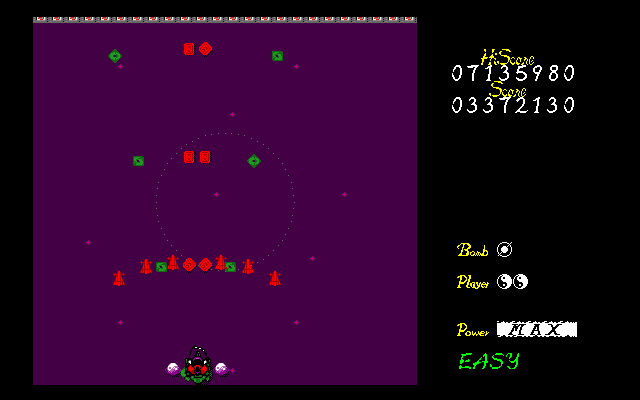 HiScore
07135980
Score
03372130
Bomb
Player
Power MAX
EASY